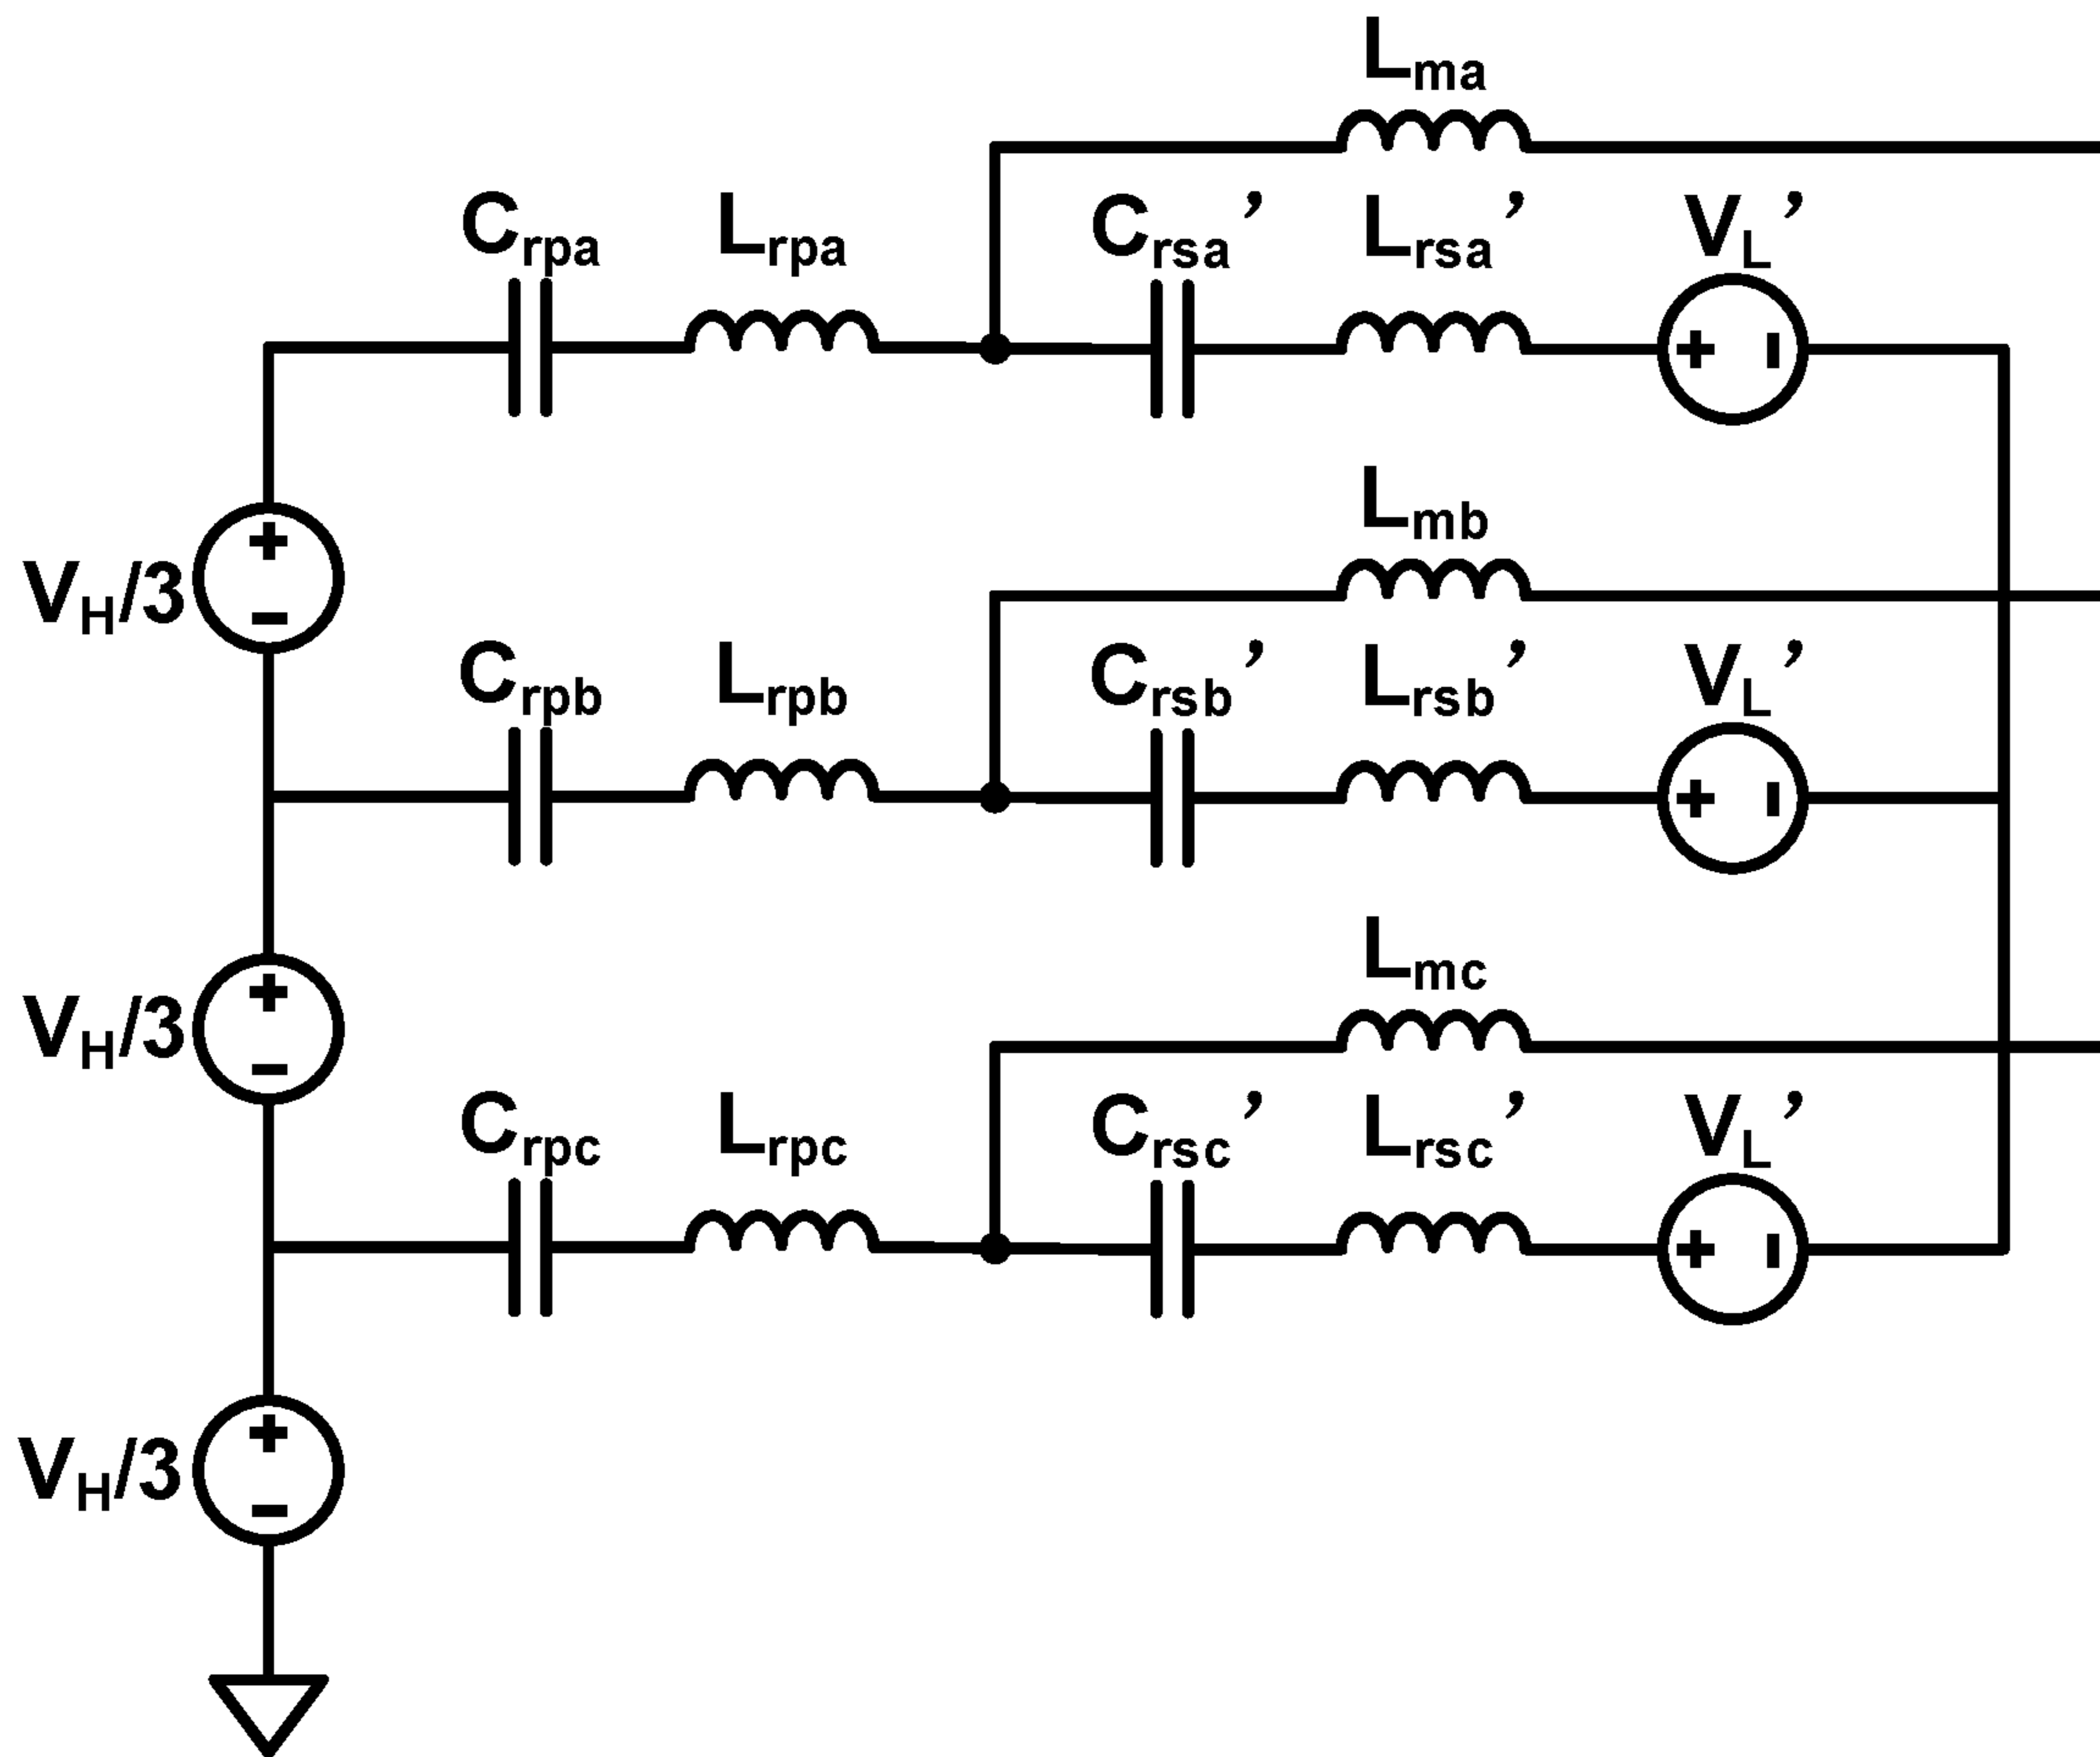 Lma
Crpa Lrpa Crsa’ Lrsa’ VL’
+ -
Lmb
+
VH/3
-
Crpb Lrpb Crsb’ Lrsb’ VL’
+ -
Lmc
+
VH/3
-
Crpc Lrpc Crsc’ Lrsc’ VL’
+ -
+
VH/3
-